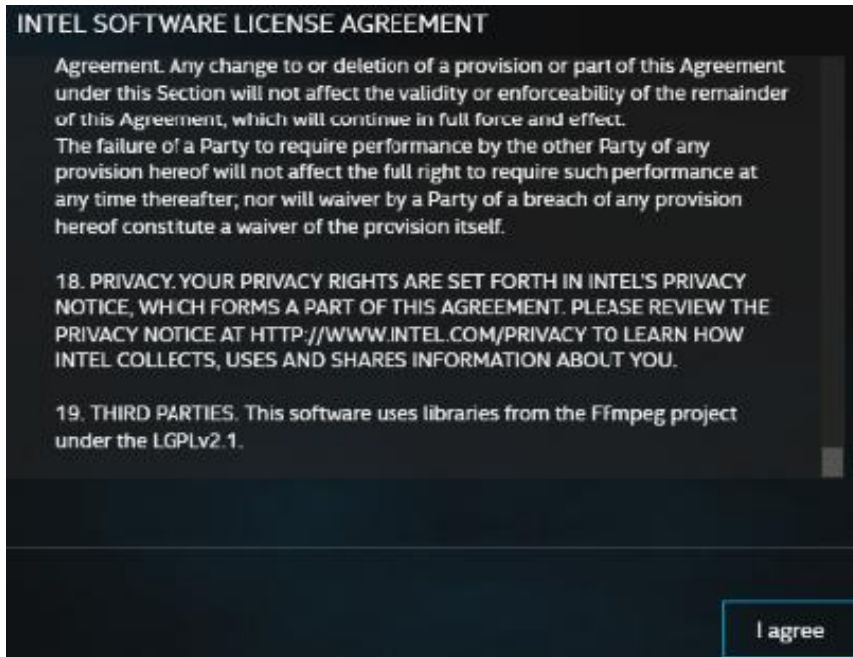 INTEL SOFTWARE LICENSE AGREEMENT
Agreement. Any change to or deletion of a provision or part of this Agreement
under this Section will not affect the validity or enforceability of the remainder
of this Agreement, which will continue in full force and effect.
The failure of a Party to require performance by the other Party of any
provision hereof will not affect the full right to require such performance at
any time thereafter; nor will waiver by a Party of a breach of any provision
hereof constitute a waiver of the provision itself.
18. PRIVACY. YOUR PRIVACY RIGHTS ARE SET FORTH IN INTEL'S PRIVACY
NOTICE, WHICH FORMS A PART OF THIS AGREEMENT. PLEASE REVIEW THE
PRIVACY NOTICE AT HTTP://WWW.INTEL.COM/PRIVACY TO LEARN HOW
INTEL COLLECTS, USES AND SHARES INFORMATION ABOUT YOU.
19. THIRD PARTIES. This software uses libraries from the FFmpeg project
under the LGPLv2.1.
I agree